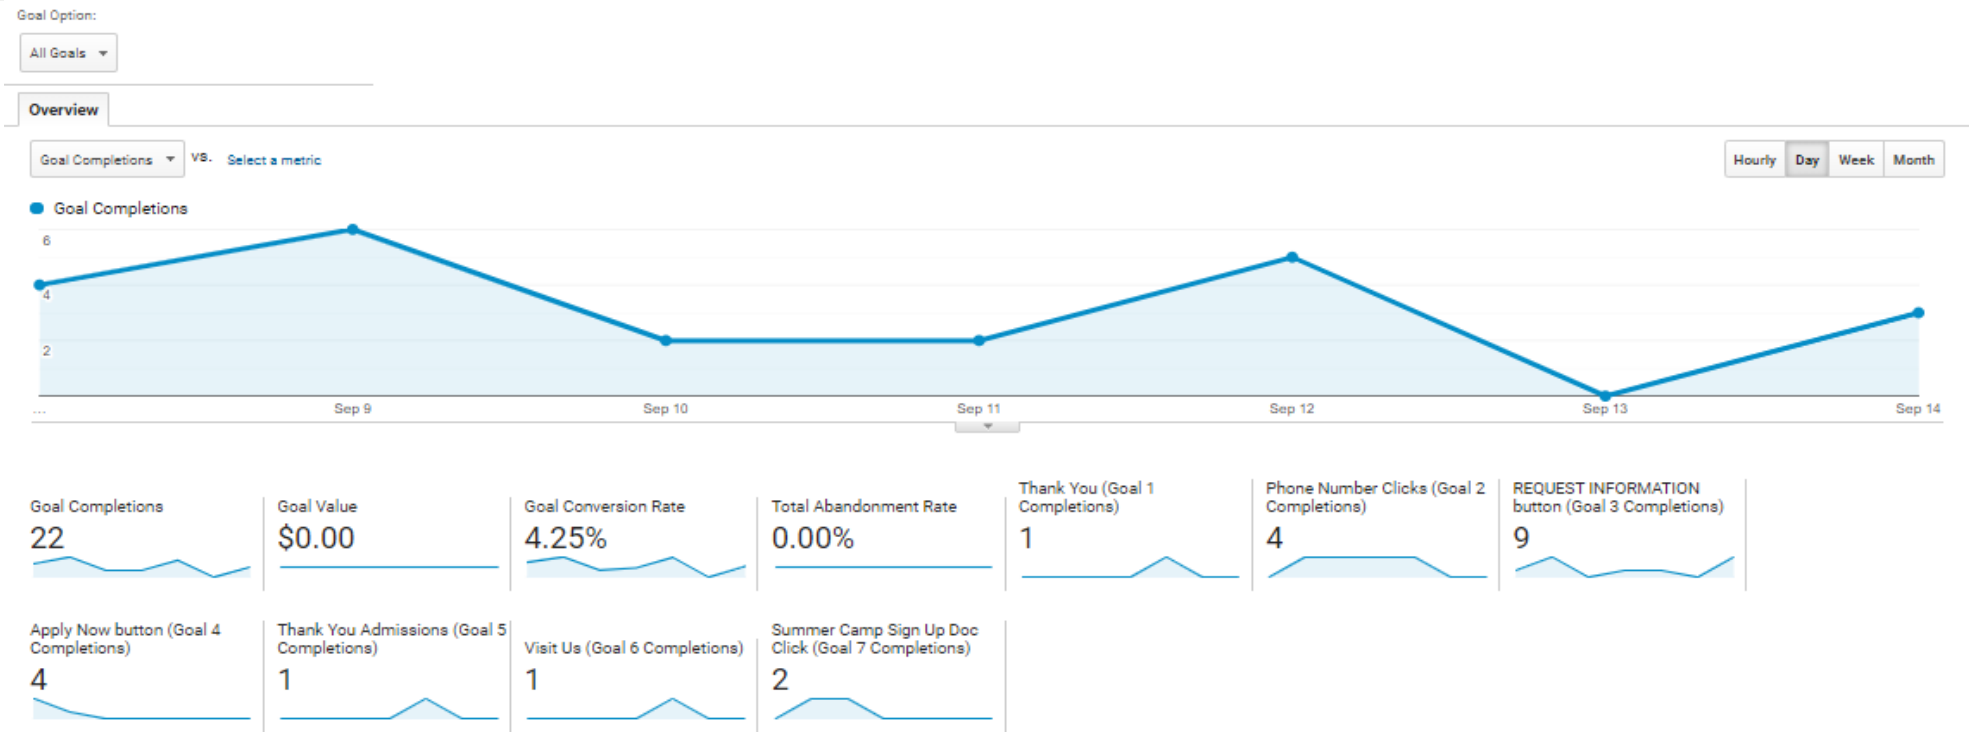 Goal Option:
All Goals
Overview
Goal Completions VS. Select a metric
Hourly Day Week Month
Goal Completions
6
4
2
...
Sep 9
Sep 10
Sep 11
Sep 12
Sep 13
Sep 14
Goal Completions
22
Goal Value
$0.00
Goal Conversion Rate
4.25%
Total Abandonment Rate
0.00%
Thank You (Goal 1
Completions)
1
Phone Number Clicks (Goal 2
Completions)
4
REQUEST INFORMATION
button (Goal 3 Completions)
9
Apply Now button (Goal 4
Completions)
4
Thank You Admissions (Goal 5
Completions)
1
Visit Us (Goal 6 Completions)
1
Summer Camp Sign Up Doc
Click (Goal 7 Completions)
2